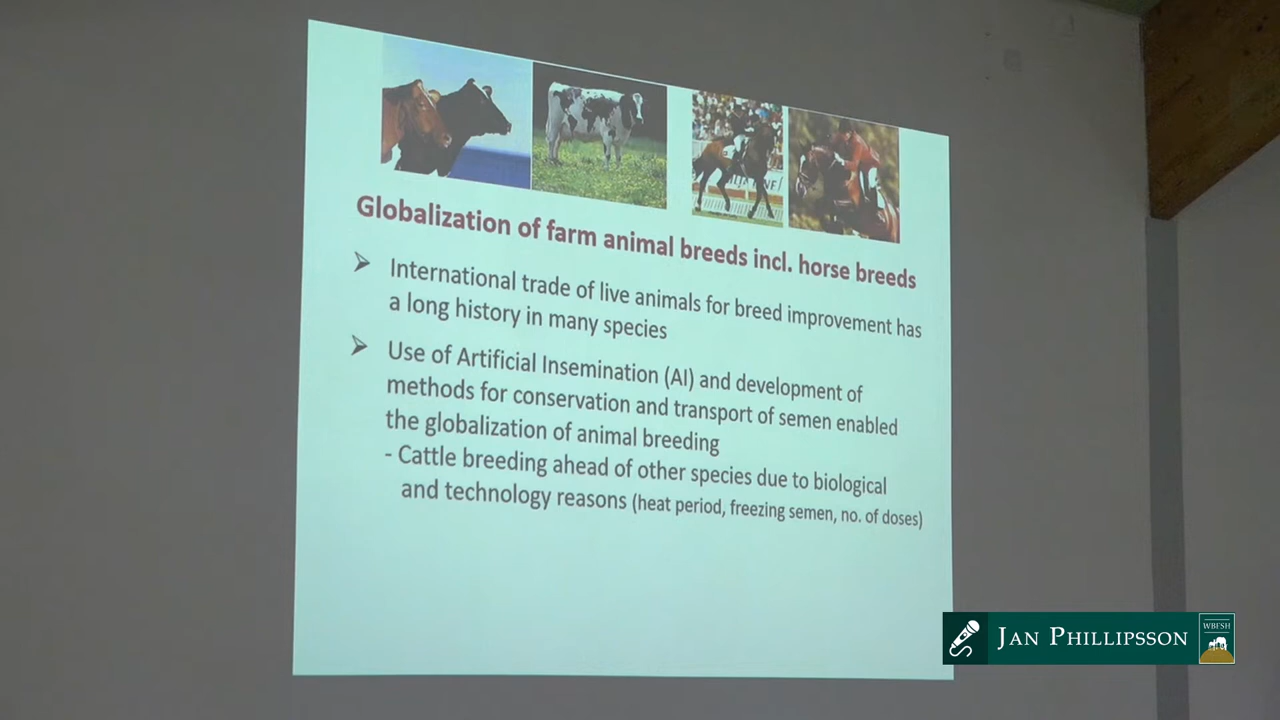 Globalization of farm animal breeds incl. horse breeds
➢ International trade of live animals for breed improvement has
a long history in many species
➢ Use of Artificial Insemination (AI) and development of
methods for conservation and transport of semen enabled
the globalization of animal breeding
- Cattle breeding ahead of other species due to biological
and technology reasons (heat period, freezing semen, no. of doses)
JAN PHILLIPSSON
WBFSH